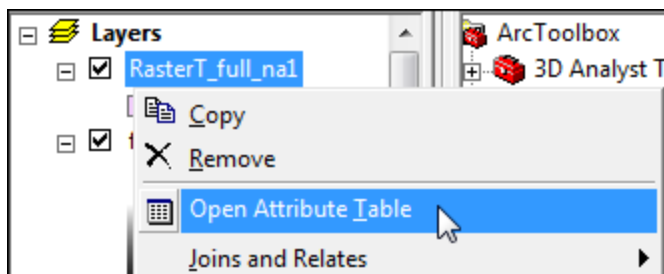 Layers
ArcToolbox
RasterT_full_na1
3D Analyst T
Copy
Remove
Open Attribute Table
Joins and Relates